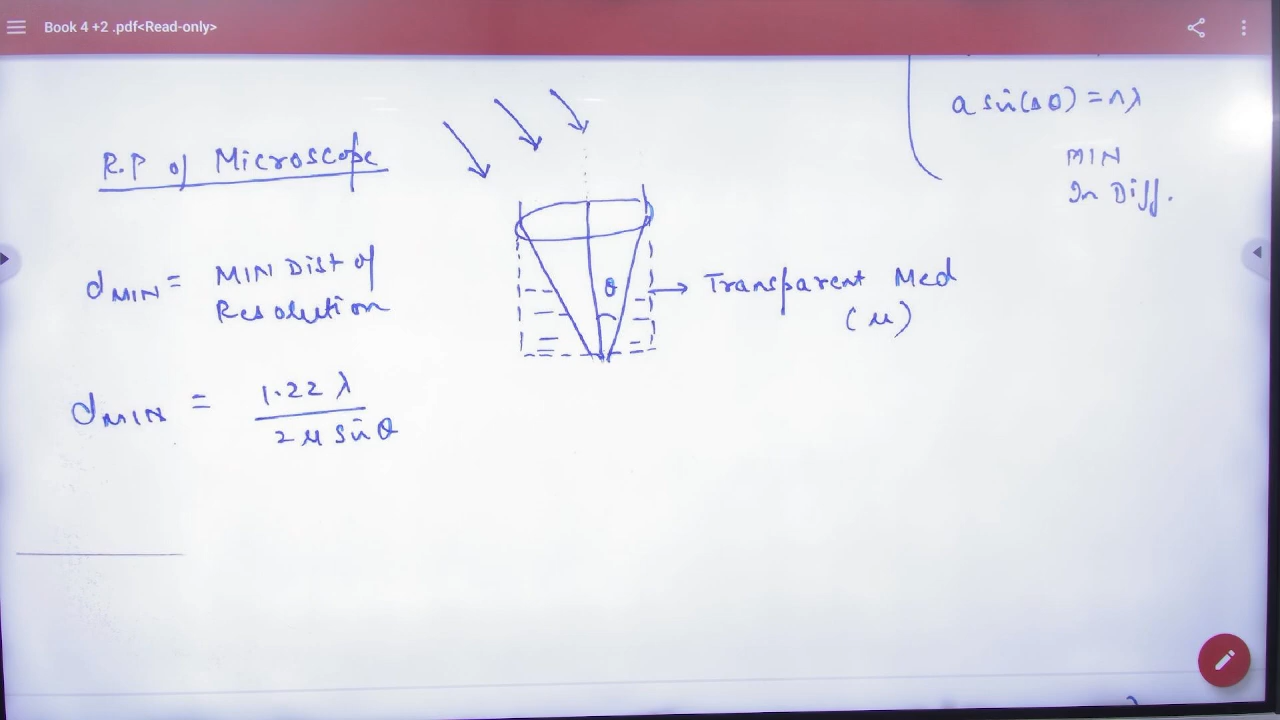 Book 4 +2 .pdf<Read-only>
a sin(Δθ) = nλ
MIN
In Diff.
R.P of Microscope
dMIN = MIN Dist of
Resolution
θ
Transparent Med
(μ)
dMIN = 1.22 λ
2 μ sin θ